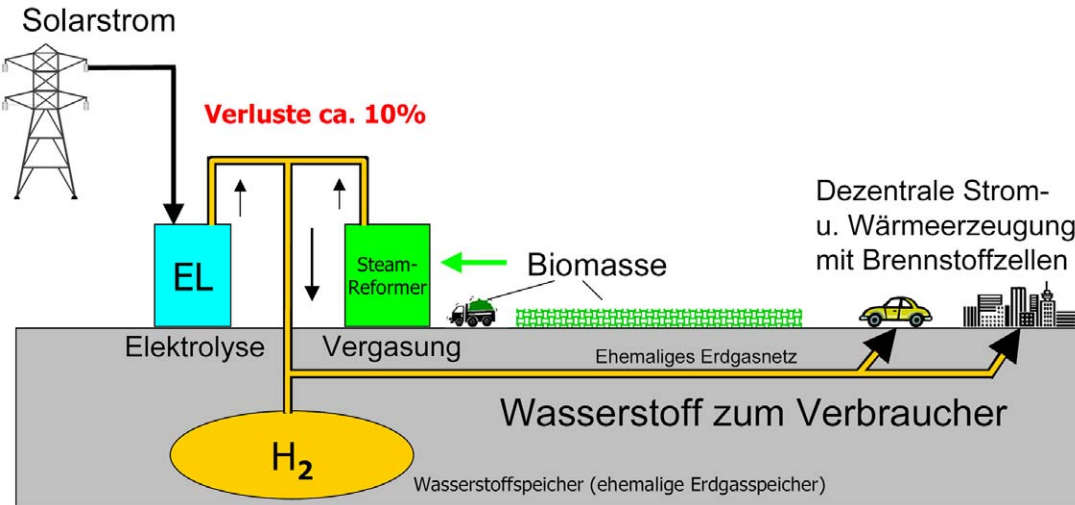 Solarstrom
Verluste ca. 10%
Dezentrale Strom-
u. Wärmeerzeugung
mit Brennstoffzellen
EL
Steam-
Reformer
Biomasse
Elektrolyse
Vergasung
Ehemaliges Erdgasnetz
Wasserstoff zum Verbraucher
H₂
Wasserstoffspeicher (ehemalige Erdgasspeicher)